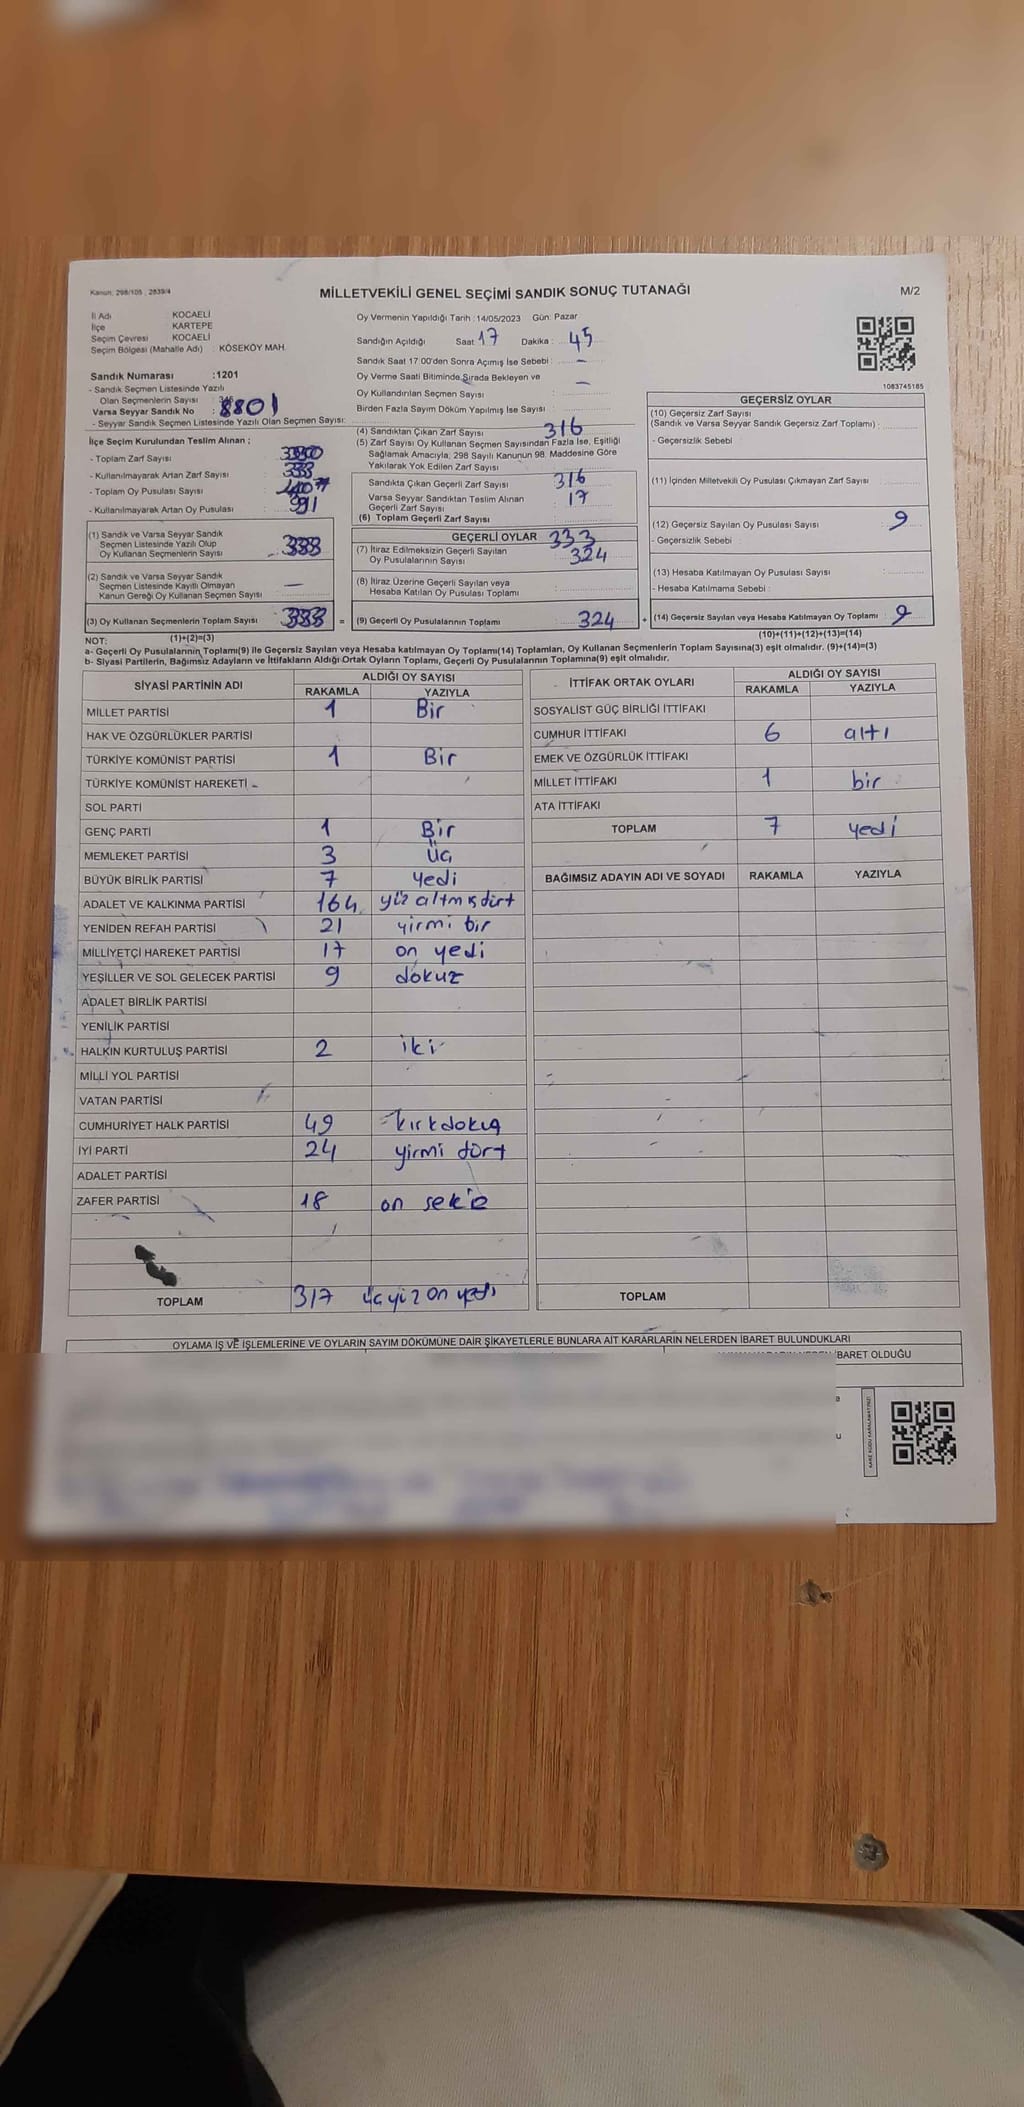 Kanun: 298/105 ; 2839/4
MİLLETVEKİLİ GENEL SEÇİMİ SANDIK SONUÇ TUTANAĞI
M/2
İl Adı KOCAELİ
İlçe KARTEPE
Seçim Çevresi KOCAELİ
Seçim Bölgesi (Mahalle Adı) : KÖSEKÖY MAH.
Sandık Numarası :1201
- Sandık Seçmen Listesinde Yazılı
Olan Seçmenlerin Sayısı :
Varsa Seyyar Sandık No : 8801
- Seyyar Sandık Seçmen Listesinde Yazılı Olan Seçmen Sayısı:
İlçe Seçim Kurulundan Teslim Alınan ;
- Toplam Zarf Sayısı :
- Kullanılmayarak Artan Zarf Sayısı :
- Toplam Oy Pusulası Sayısı :
- Kullanılmayarak Artan Oy Pusulası : 991
(1) Sandık ve Varsa Seyyar Sandık
Seçmen Listesinde Yazılı Olup
Oy Kullanan Seçmenlerin Sayısı 333
(2) Sandık ve Varsa Seyyar Sandık
Seçmen Listesinde Kayıtlı Olmayan
Kanun Gereği Oy Kullanan Seçmen Sayısı : —
(3) Oy Kullanan Seçmenlerin Toplam Sayısı 333 =
Oy Vermenin Yapıldığı Tarih :14/05/2023 Gün: Pazar
Sandığın Açıldığı Saat : 17 Dakika : 45
Sandık Saat 17:00'den Sonra Açımış İse Sebebi : —
Oy Verme Saati Bitiminde Sırada Bekleyen ve
Oy Kullandırılan Seçmen Sayısı : —
Birden Fazla Sayım Döküm Yapılmış İse Sayısı :
(4) Sandıktan Çıkan Zarf Sayısı 316
(5) Zarf Sayısı Oy Kullanan Seçmen Sayısından Fazla İse, Eşitliği
Sağlamak Amacıyla, 298 Sayılı Kanunun 98. Maddesine Göre
Yakılarak Yok Edilen Zarf Sayısı :
Sandıkta Çıkan Geçerli Zarf Sayısı 316
Varsa Seyyar Sandıktan Teslim Alınan
Geçerli Zarf Sayısı : 17
(6) Toplam Geçerli Zarf Sayısı
GEÇERLİ OYLAR 333
(7) İtiraz Edilmeksizin Geçerli Sayılan
Oy Pusulalarının Sayısı : 324
(8) İtiraz Üzerine Geçerli Sayılan veya
Hesaba Katılan Oy Pusulası Toplamı :
(9) Geçerli Oy Pusulalarının Toplamı : 324 +
1083745185
GEÇERSİZ OYLAR
(10) Geçersiz Zarf Sayısı
(Sandık ve Varsa Seyyar Sandık Geçersiz Zarf Toplamı) :
- Geçersizlik Sebebi
(11) İçinden Milletvekili Oy Pusulası Çıkmayan Zarf Sayısı :
(12) Geçersiz Sayılan Oy Pusulası Sayısı : 9
- Geçersizlik Sebebi :
(13) Hesaba Katılmayan Oy Pusulası Sayısı :
- Hesaba Katılmama Sebebi :
(14) Geçersiz Sayılan veya Hesaba Katılmayan Oy Toplamı : 9
NOT: (1)+(2)=(3) (10)+(11)+(12)+(13)=(14)
a- Geçerli Oy Pusulalarının Toplamı(9) ile Geçersiz Sayılan veya Hesaba katılmayan Oy Toplamı(14) Toplamları, Oy Kullanan Seçmenlerin Toplam Sayısına(3) eşit olmalıdır. (9)+(14)=(3)
b- Siyasi Partilerin, Bağımsız Adayların ve İttifakların Aldığı Ortak Oyların Toplamı, Geçerli Oy Pusulalarının Toplamına(9) eşit olmalıdır.
SİYASİ PARTİNİN ADI ALDIĞI OY SAYISI
RAKAMLA YAZIYLA
MİLLET PARTİSİ 1 Bir
HAK VE ÖZGÜRLÜKLER PARTİSİ
TÜRKİYE KOMÜNİST PARTİSİ 1 Bir
TÜRKİYE KOMÜNİST HAREKETİ
SOL PARTİ
GENÇ PARTİ 1 Bir
MEMLEKET PARTİSİ 3 Üç
BÜYÜK BİRLİK PARTİSİ 7 yedi
ADALET VE KALKINMA PARTİSİ 164 yüz altmış dört
YENİDEN REFAH PARTİSİ 21 yirmi bir
MİLLİYETÇİ HAREKET PARTİSİ 17 on yedi
YEŞİLLER VE SOL GELECEK PARTİSİ 9 dokuz
ADALET BİRLİK PARTİSİ
YENİLİK PARTİSİ
HALKIN KURTULUŞ PARTİSİ 2 iki
MİLLİ YOL PARTİSİ
VATAN PARTİSİ
CUMHURİYET HALK PARTİSİ 49 kırkdokuz
İYİ PARTİ 24 yirmi dört
ADALET PARTİSİ
ZAFER PARTİSİ 18 on sekiz
TOPLAM 317 üçyüz on yedi
İTTİFAK ORTAK OYLARI ALDIĞI OY SAYISI
RAKAMLA YAZIYLA
SOSYALİST GÜÇ BİRLİĞİ İTTİFAKI
CUMHUR İTTİFAKI 6 altı
EMEK VE ÖZGÜRLÜK İTTİFAKI
MİLLET İTTİFAKI 1 bir
ATA İTTİFAKI
TOPLAM 7 yedi
BAĞIMSIZ ADAYIN ADI VE SOYADI RAKAMLA YAZIYLA
TOPLAM
OYLAMA İŞ VE İŞLEMLERİNE VE OYLARIN SAYIM DÖKÜMÜNE DAİR ŞİKAYETLERLE BUNLARA AİT KARARLARIN NELERDEN İBARET BULUNDUKLARI
İBARET OLDUĞU